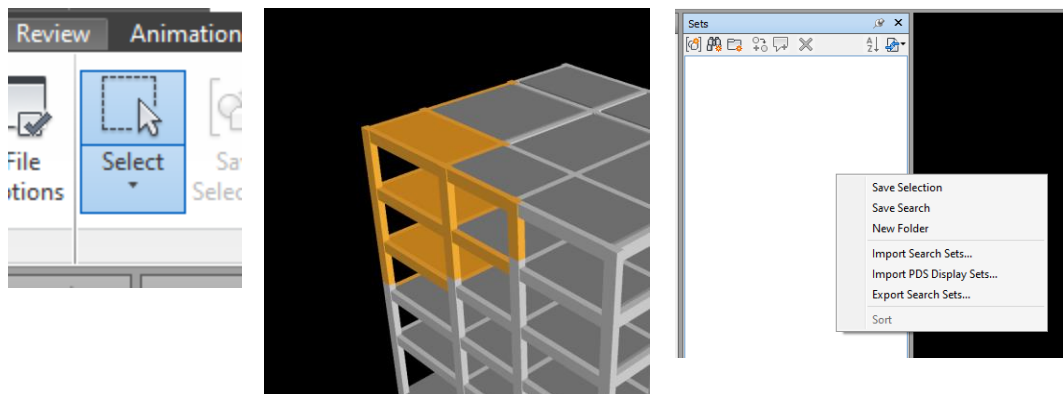 Review Animation
File
Select
Sa
ptions
Selec
Sets
Save Selection
Save Search
New Folder
Import Search Sets...
Import PDS Display Sets...
Export Search Sets...
Sort